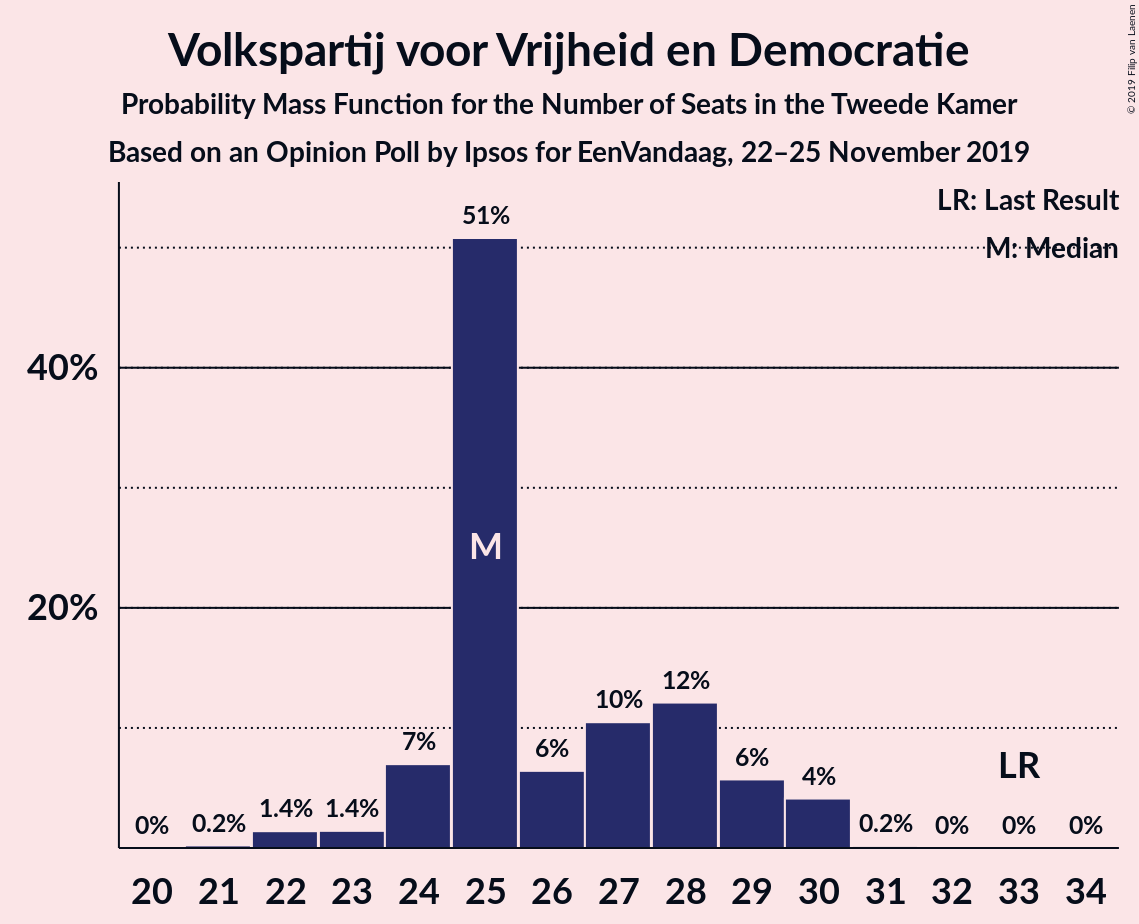 Volkspartij voor Vrijheid en Democratie
Probability Mass Function for the Number of Seats in the Tweede Kamer
Based on an Opinion Poll by Ipsos for EenVandaag, 22–25 November 2019
© 2019 Filip van Laenen
LR: Last Result
M: Median
51%
40%
M
20%
12%
10%
7%
6%
6%
LR
4%
0% 0.2% 1.4% 1.4% 0.2% 0% 0% 0%
20 21 22 23 24 25 26 27 28 29 30 31 32 33 34